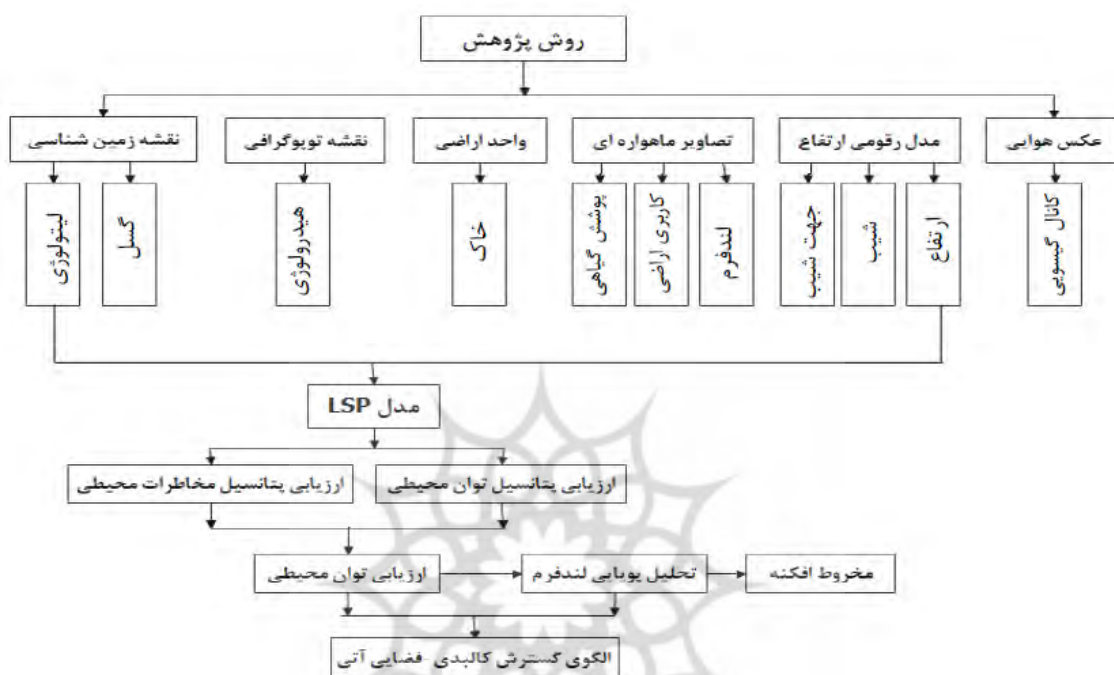 روش پژوهش
عکس هوایی
مدل رقومی ارتفاع
تصاویر ماهواره ای
واحد اراضی
نقشه توپوگرافی
نقشه زمین شناسی
کانال گیسویی
ارتفاع
شیب
جهت شیب
لندفرم
کاربری اراضی
پوشش گیاهی
خاک
هیدرولوژی
گسل
لیتولوژی
مدل LSP
ارزیابی پتانسیل توان محیطی
ارزیابی پتانسیل مخاطرات محیطی
ارزیابی توان محیطی
تحلیل پویایی لندفرم
مخروط افکنه
الگوی گسترش کالبدی-فضایی آتی